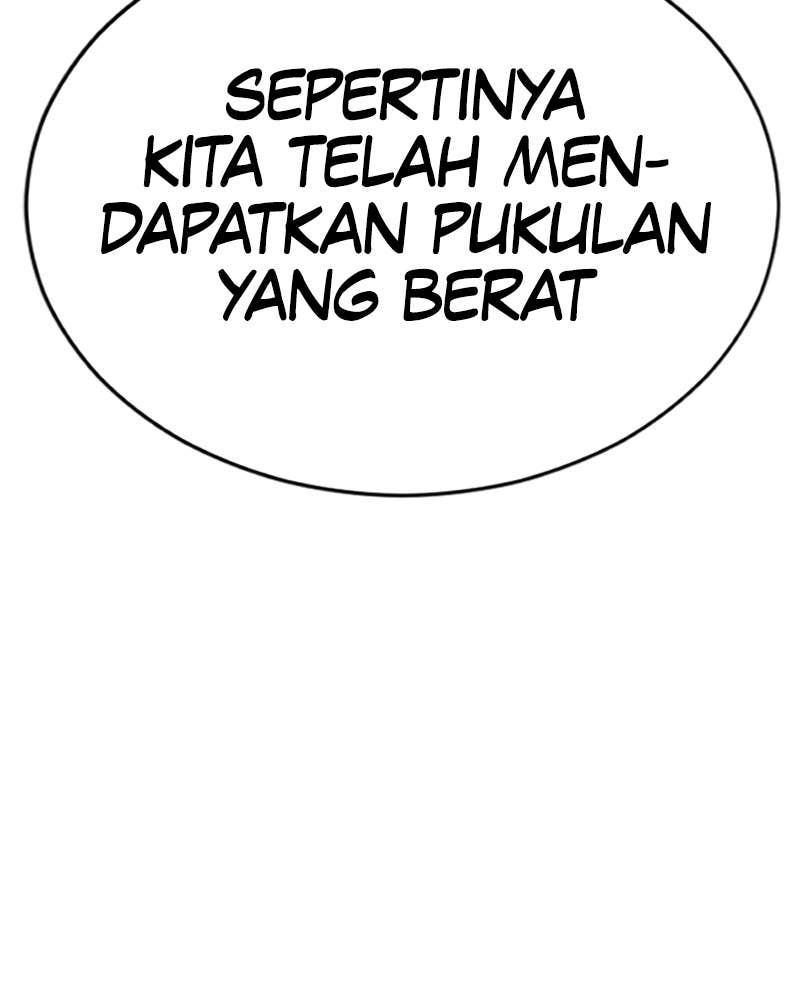 SEPERTINYA
KITA TELAH MEN-
DAPATKAN PUKULAN
YANG BERAT